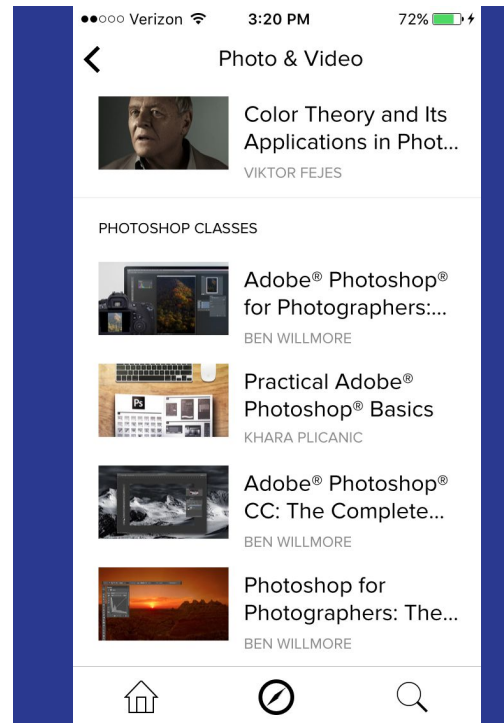 Verizon 3:20 PM 72%
Photo & Video
Color Theory and Its
Applications in Phot...
VIKTOR FEJES
PHOTOSHOP CLASSES
Adobe® Photoshop®
for Photographers:...
BEN WILLMORE
Ps
Practical Adobe®
Photoshop® Basics
KHARA PLICANIC
Adobe® Photoshop®
CC: The Complete...
BEN WILLMORE
Photoshop for
Photographers: The...
BEN WILLMORE